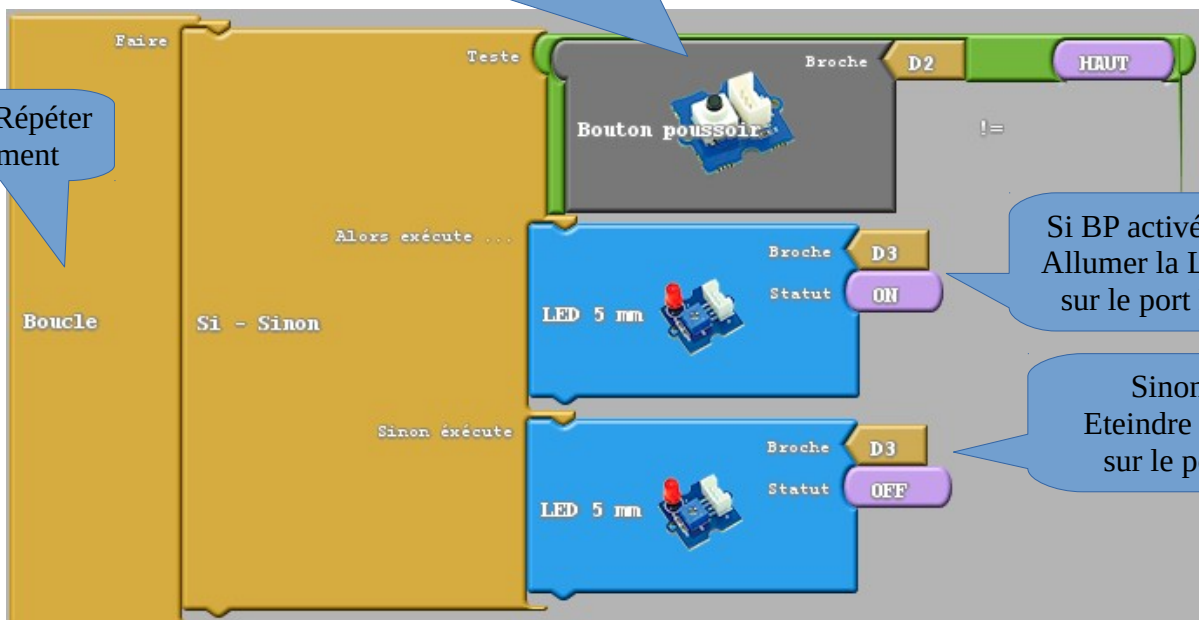 Faire
Teste
Broche D2 HAUT
Répéter
Bouton poussoir
!=
Si BP activé
Alors exécute ...
Broche D3
Allumer la
Statut ON
sur le port
Boucle
Si - Sinon
LED 5 mm
Sinon
Sinon éxécute
Eteindre
Broche D3
sur le
Statut OFF
LED 5 mm